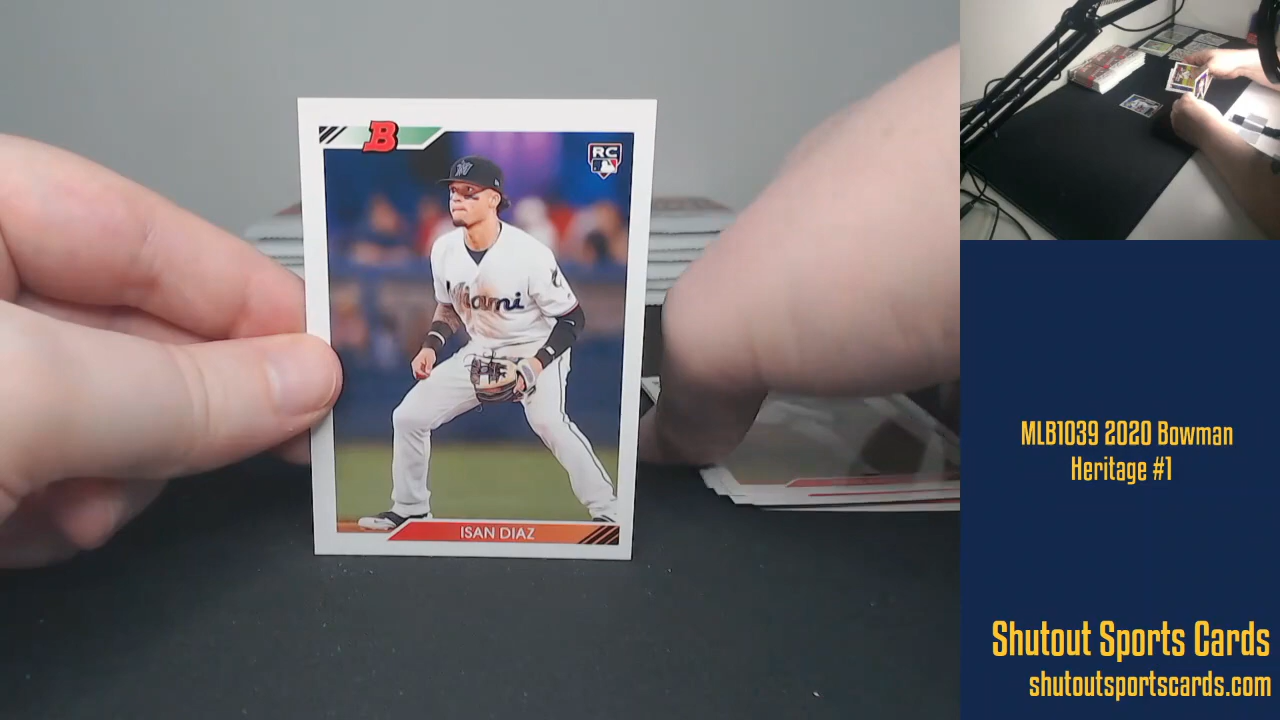 B
RC
Miami
ISAN DIAZ
MLB1039 2020 Bowman
Heritage #1
Shutout Sports Cards
shutoutsportscards.com